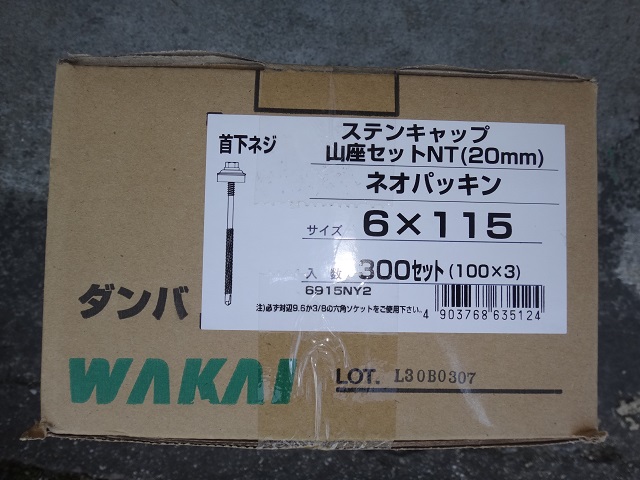 首下ネジ
ステンキャップ
山座セットNT(20mm)
ネオパッキン
サイズ 6×115
入数 300セット(100×3)
6915NY2
注)必ず対辺9.5か3/8の六角ソケットをご使用下さい。
4 903768 635124
ダンバ
WAKAI
LOT. L30B0307